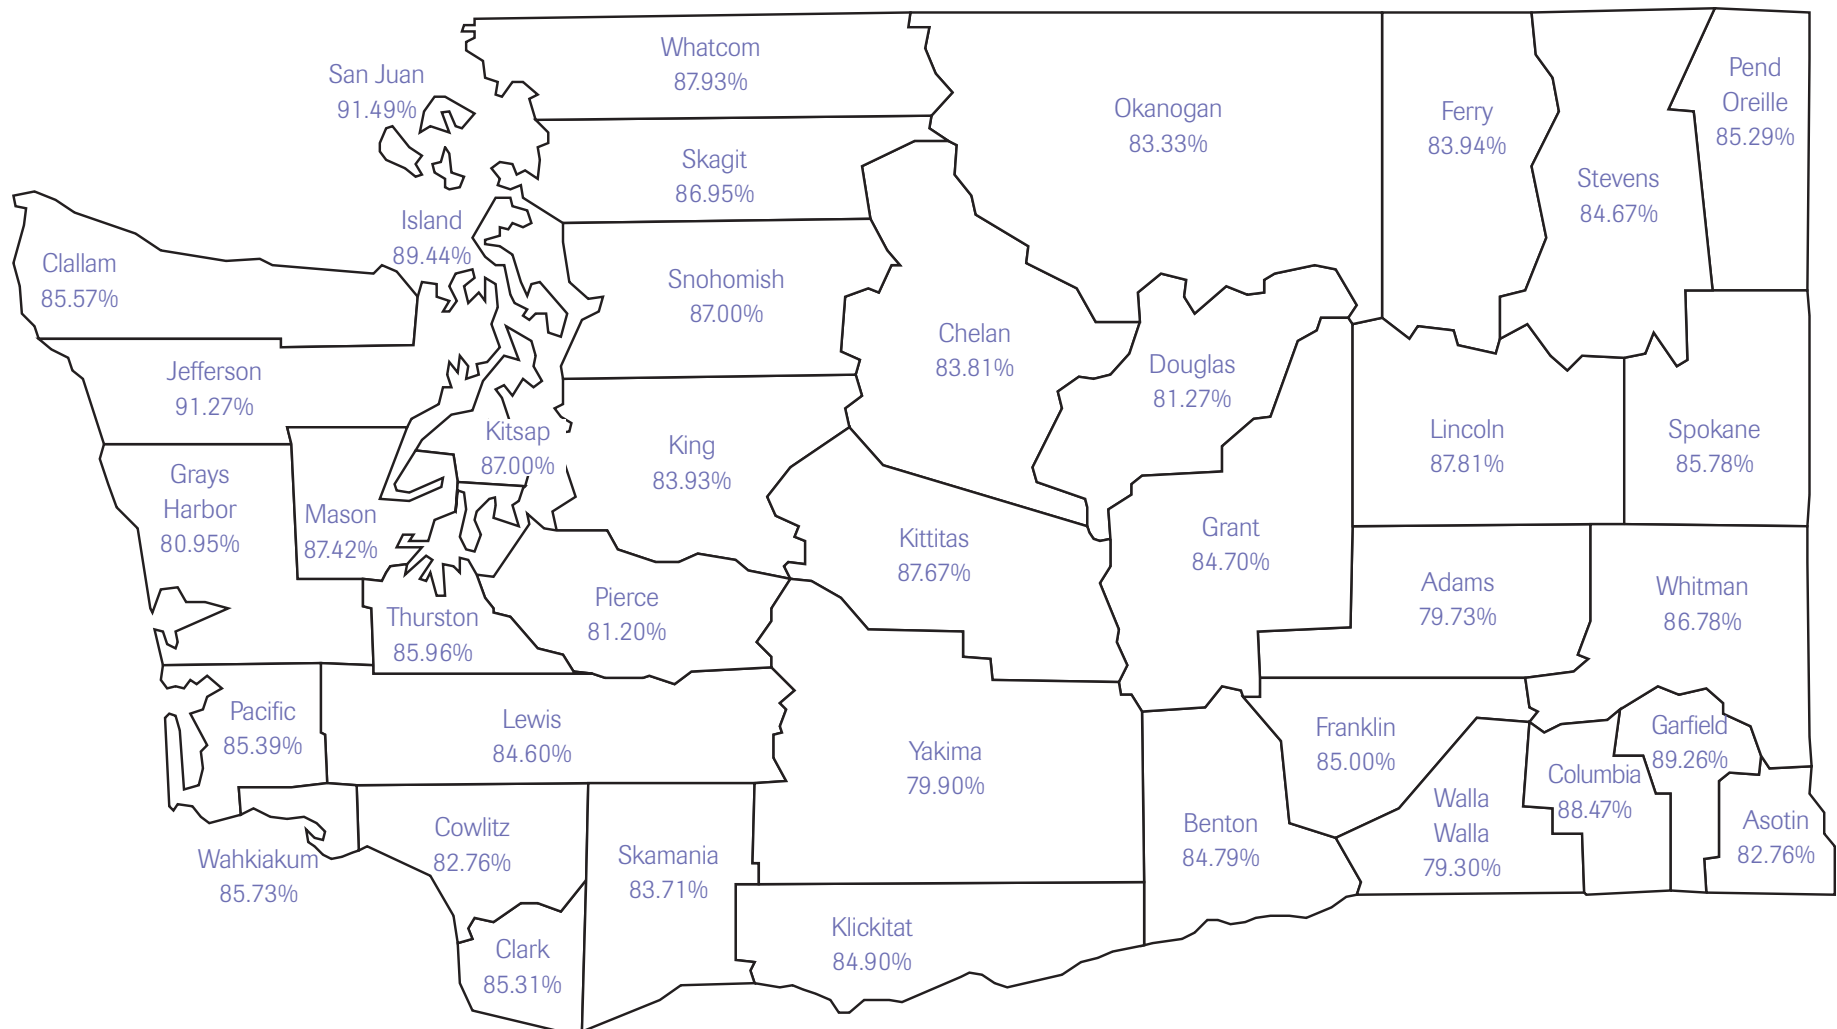 Whatcom
87.93%
San Juan
91.49%
Okanogan
83.33%
Ferry
83.94%
Pend
Oreille
85.29%
Skagit
86.95%
Stevens
84.67%
Island
89.44%
Clallam
85.57%
Snohomish
87.00%
Chelan
83.81%
Douglas
81.27%
Jefferson
91.27%
Kitsap
87.00%
King
83.93%
Lincoln
87.81%
Spokane
85.78%
Grays
Harbor
80.95%
Mason
87.42%
Kittitas
87.67%
Grant
84.70%
Adams
79.73%
Whitman
86.78%
Thurston
85.96%
Pierce
81.20%
Pacific
85.39%
Lewis
84.60%
Yakima
79.90%
Franklin
85.00%
Garfield
89.26%
Columbia
88.47%
Walla
Walla
79.30%
Asotin
82.76%
Benton
84.79%
Wahkiakum
85.73%
Cowlitz
82.76%
Skamania
83.71%
Klickitat
84.90%
Clark
85.31%